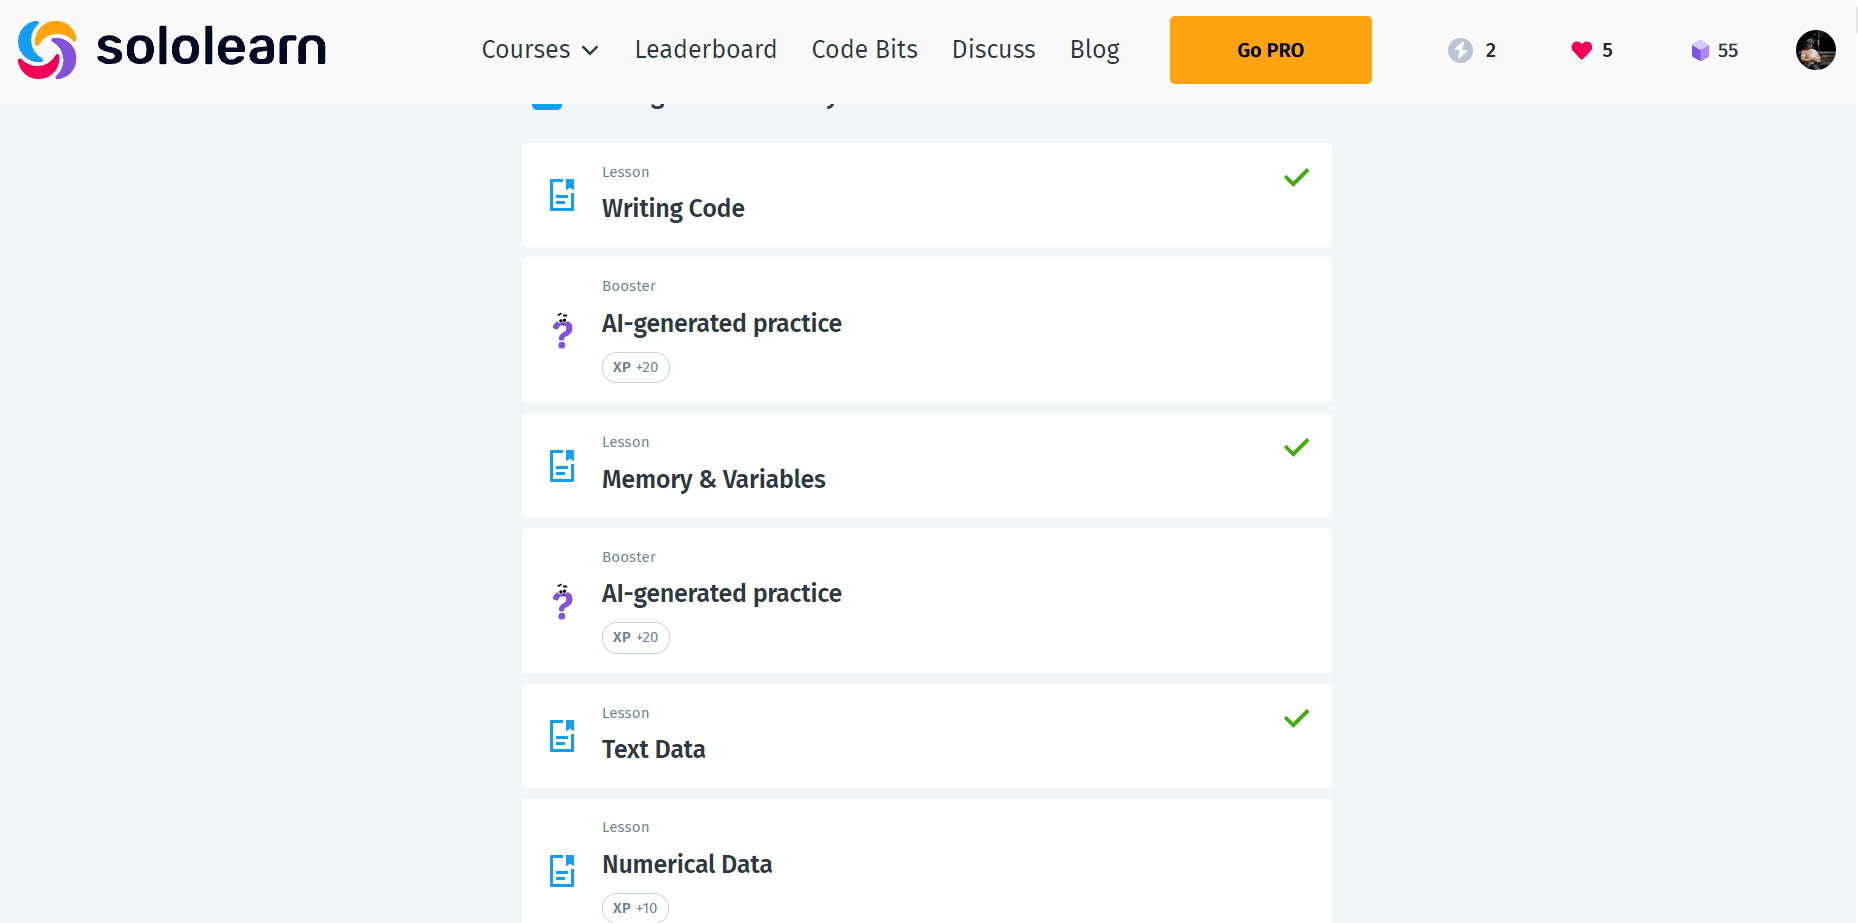 sololearn
Courses
Leaderboard
Code Bits
Discuss
Blog
Go PRO
2
5
55
Lesson
Writing Code
Booster
AI-generated practice
XP +20
Lesson
Memory & Variables
Booster
AI-generated practice
XP +20
Lesson
Text Data
Lesson
Numerical Data
XP +10